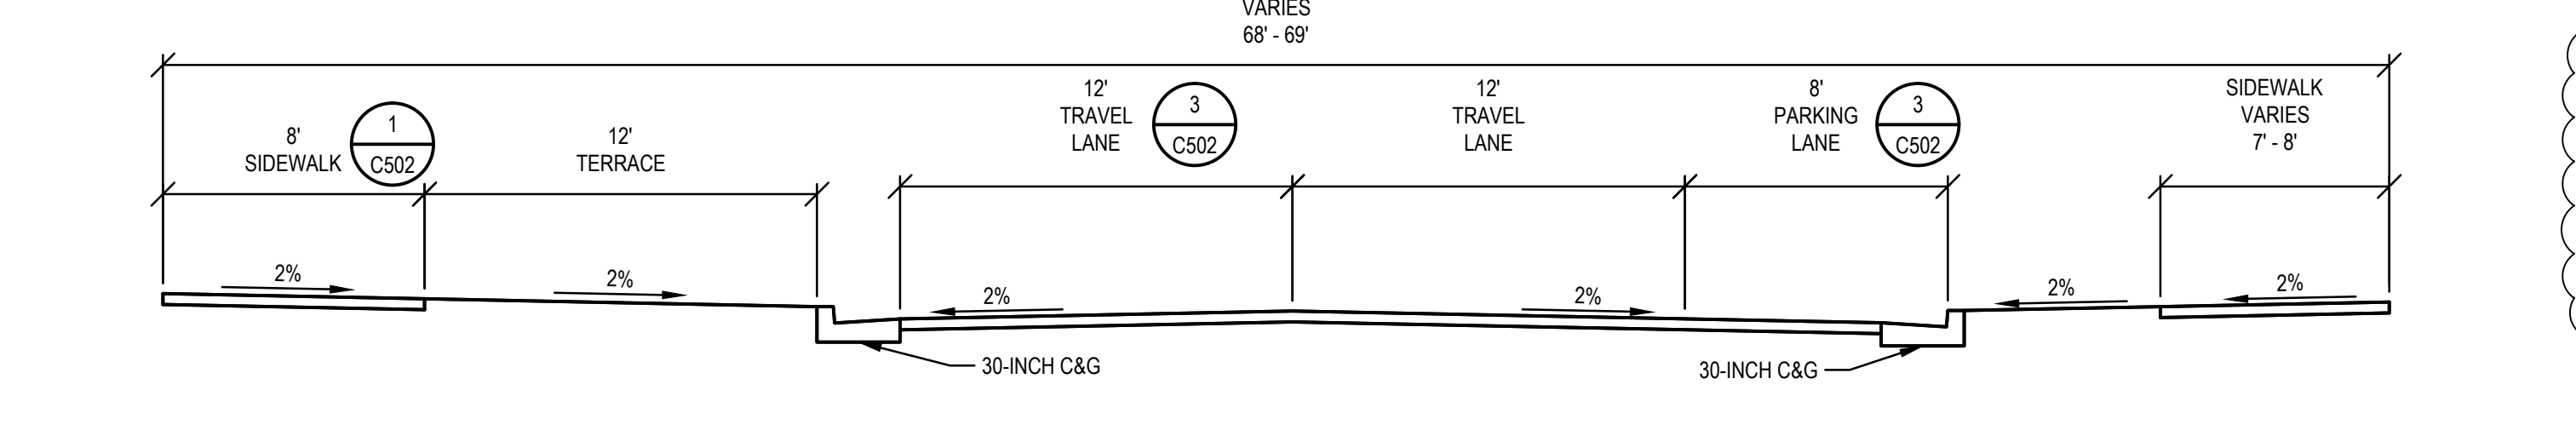 VARIES
68' - 69'
8'
SIDEWALK
1
C502
12'
TERRACE
12'
TRAVEL
LANE
3
C502
12'
TRAVEL
LANE
8'
PARKING
LANE
3
C502
SIDEWALK
VARIES
7' - 8'
2%
2%
2%
2%
2%
2%
30-INCH C&G
30-INCH C&G